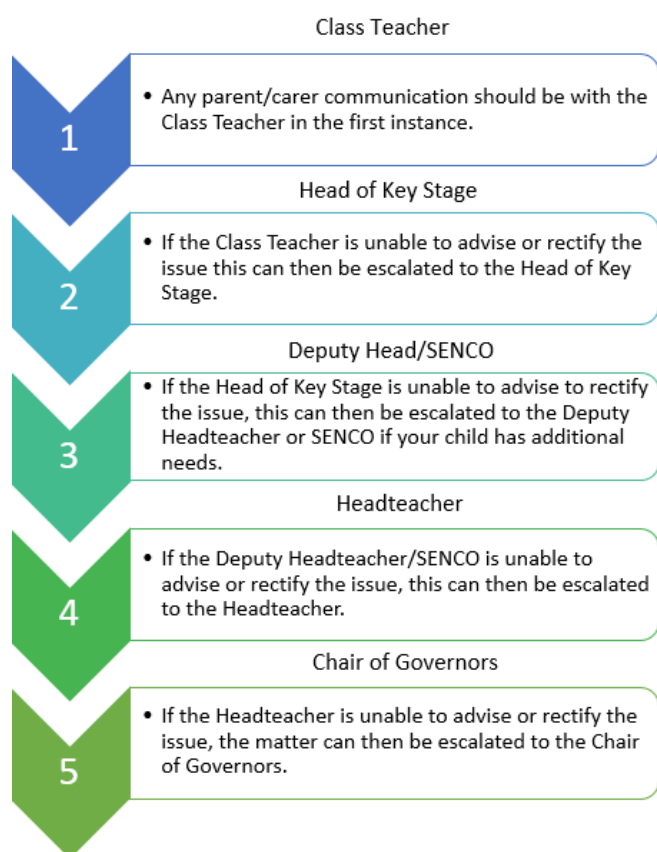 Class Teacher
1
• Any parent/carer communication should be with the
Class Teacher in the first instance.
Head of Key Stage
2
• If the Class Teacher is unable to advise or rectify the
issue this can then be escalated to the Head of Key
Stage.
Deputy Head/SENCO
3
• If the Head of Key Stage is unable to advise to rectify
the issue, this can then be escalated to the Deputy
Headteacher or SENCO if your child has additional
needs.
Headteacher
4
• If the Deputy Headteacher/SENCO is unable to
advise or rectify the issue, this can then be escalated
to the Headteacher.
Chair of Governors
5
• If the Headteacher is unable to advise or rectify the
issue, the matter can then be escalated to the Chair
of Governors.